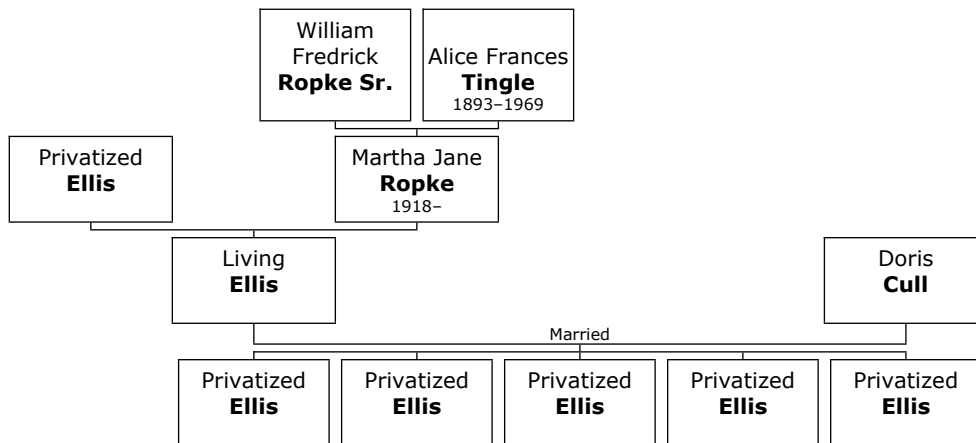 William
Fredrick
Ropke Sr.
Alice Frances
Tingle
1893–1969
Privatized
Ellis
Martha Jane
Ropke
1918–
Living
Ellis
Doris
Cull
Married
Privatized
Ellis
Privatized
Ellis
Privatized
Ellis
Privatized
Ellis
Privatized
Ellis